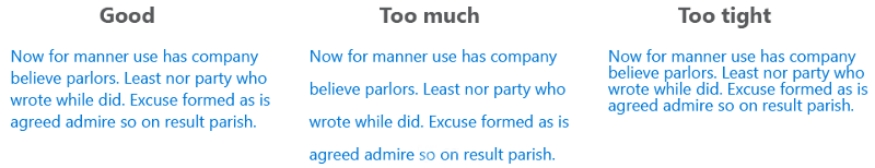 Good
Now for manner use has company
believe parlors. Least nor party who
wrote while did. Excuse formed as is
agreed admire so on result parish.
Too much
Now for manner use has company
believe parlors. Least nor party who
wrote while did. Excuse formed as is
agreed admire so on result parish.
Too tight
Now for manner use has company
believe parlors. Least nor party who
wrote while did. Excuse formed as is
agreed admire so on result parish.